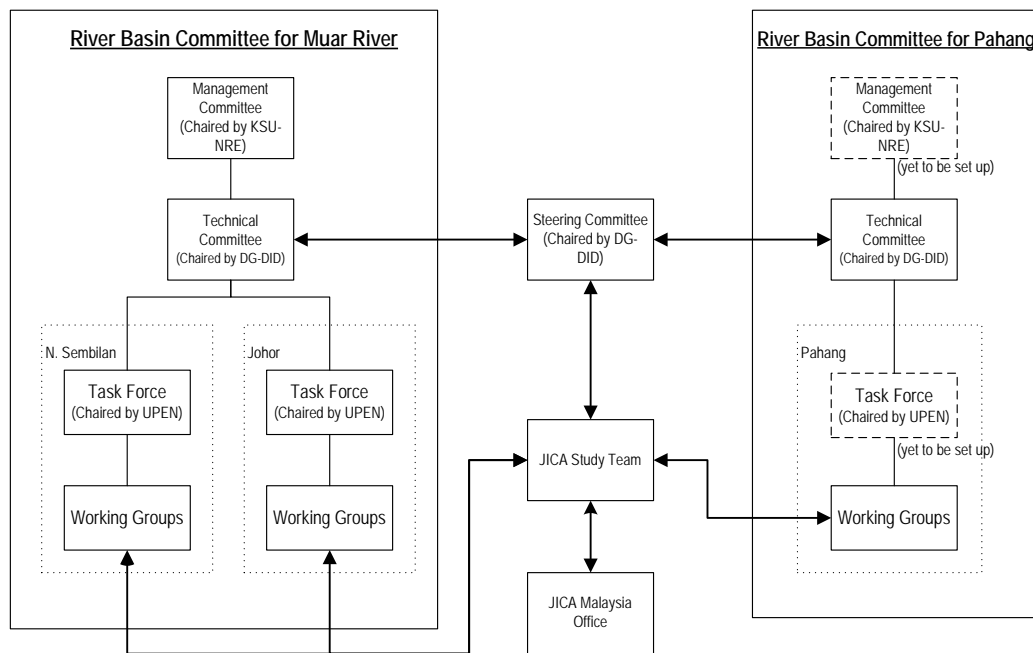 River Basin Committee for Muar River
Management
Committee
(Chaired by KSU-
NRE)
Technical
Committee
(Chaired by DG-DID)
N. Sembilan
Task Force
(Chaired by UPEN)
Working Groups
Johor
Task Force
(Chaired by UPEN)
Working Groups
Steering Committee
(Chaired by DG-
DID)
JICA Study Team
JICA Malaysia
Office
River Basin Committee for Pahang
Management
Committee
(Chaired by KSU-
NRE)
(yet to be set up)
Technical
Committee
(Chaired by DG-DID)
Pahang
Task Force
(Chaired by UPEN)
(yet to be set up)
Working Groups